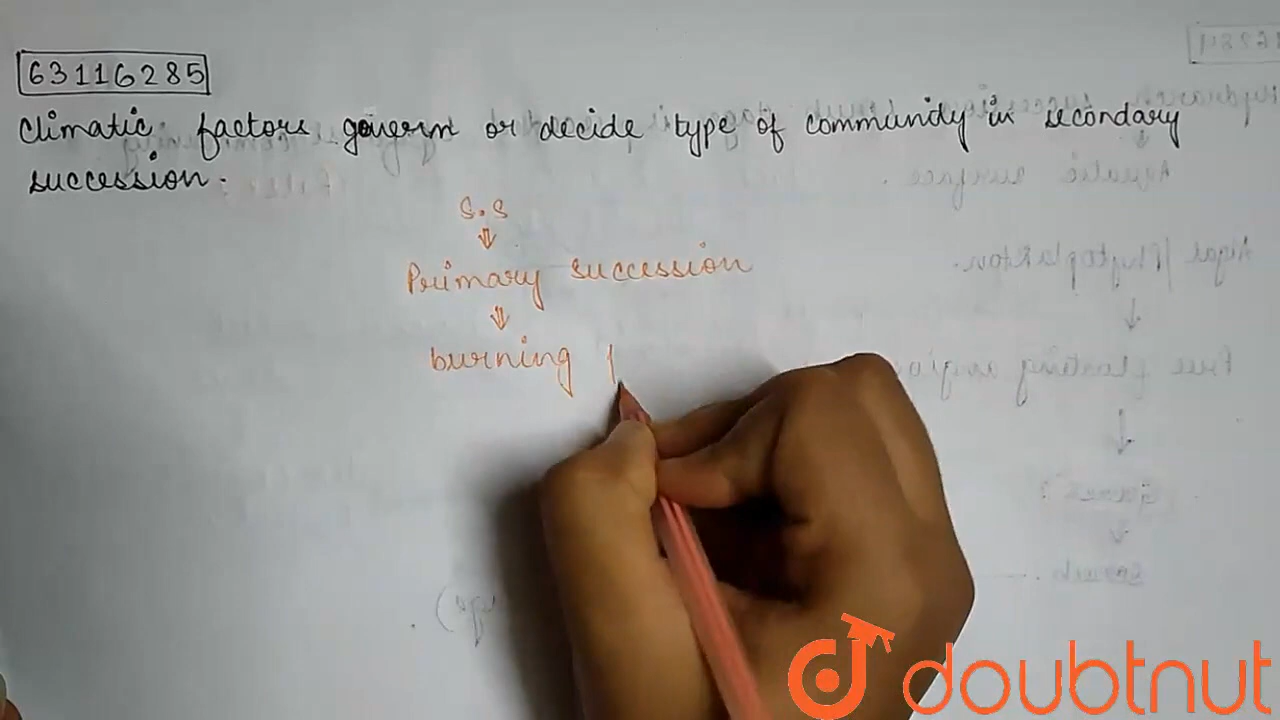 63116285
Climatic factors govern or decide type of community in secondary
succession.
S.S
Primary succession
burning
doubtnut